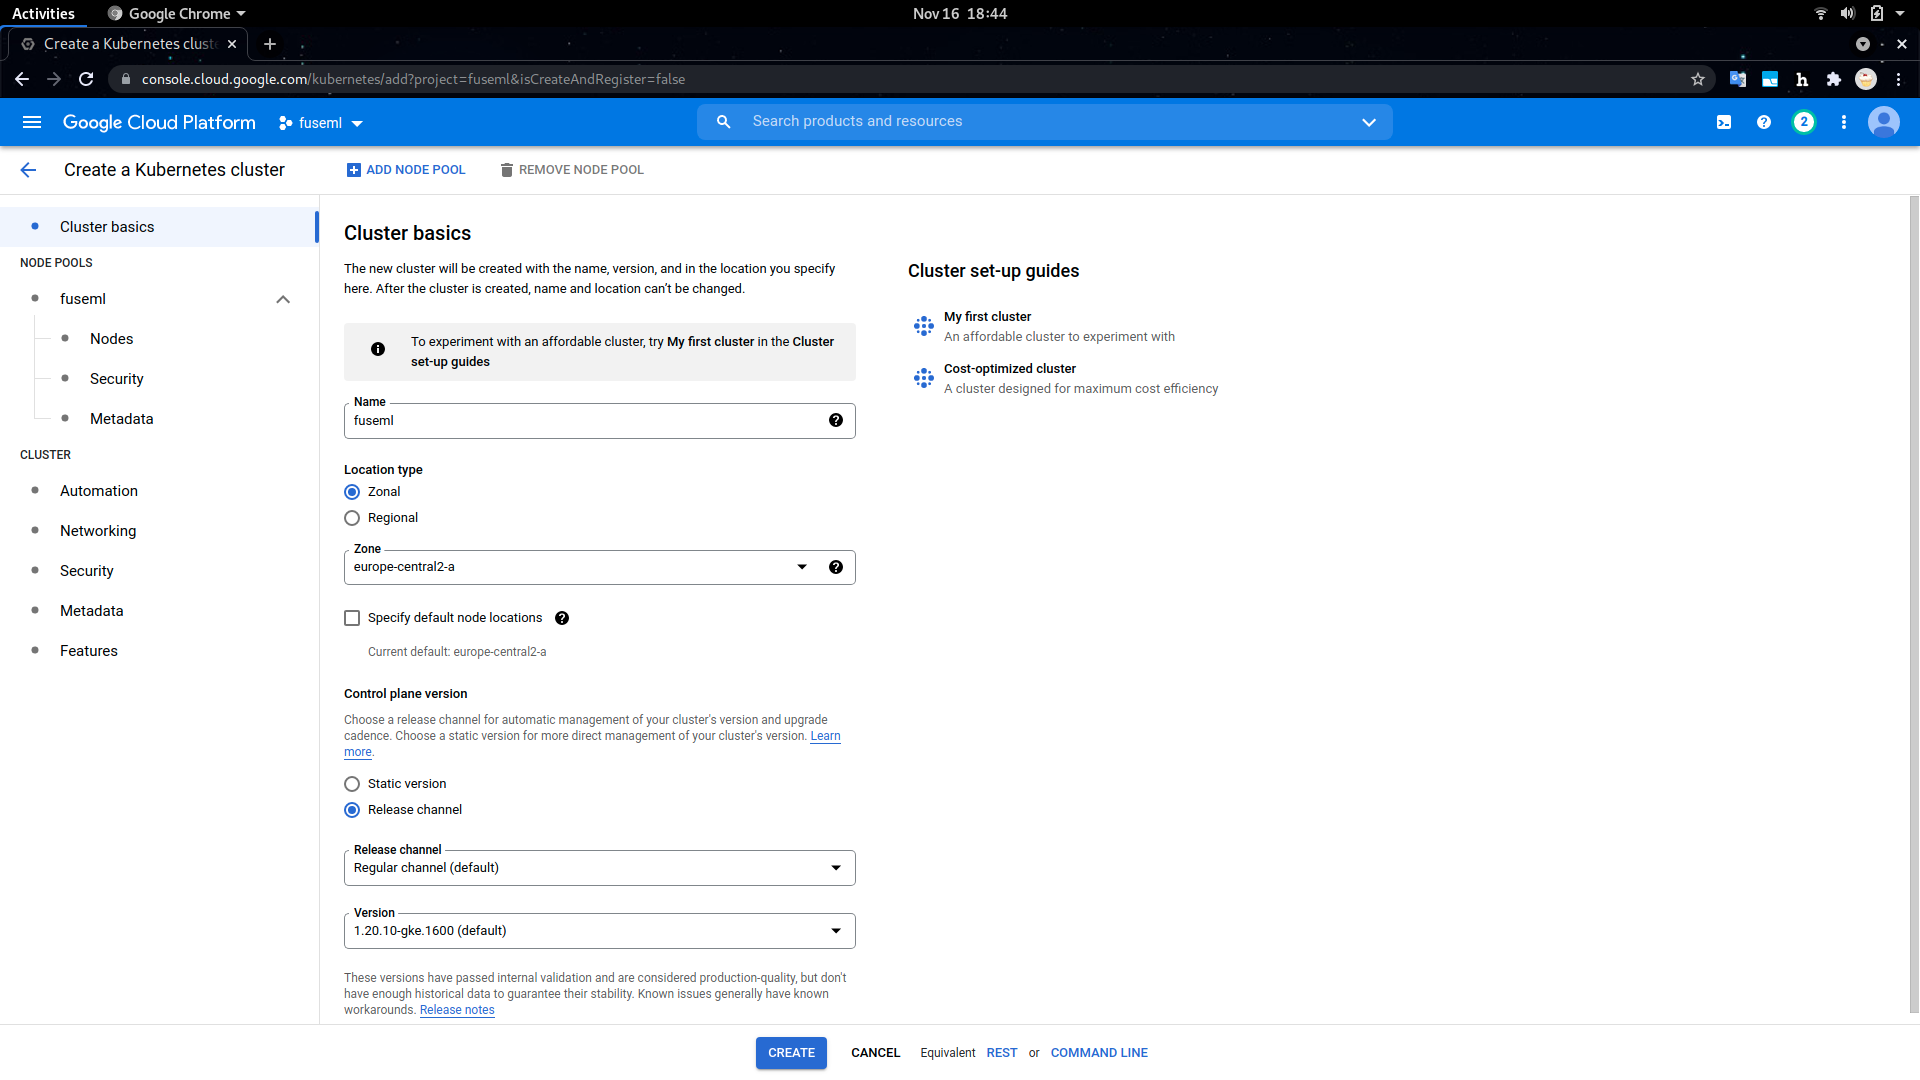 Activities
Google Chrome
Nov 16 18:44
Create a Kubernetes clust
console.cloud.google.com/kubernetes/add?project=fuseml&isCreateAndRegister=false
Google Cloud Platform
fuseml
Search products and resources
2
Create a Kubernetes cluster
ADD NODE POOL
REMOVE NODE POOL
Cluster basics
NODE POOLS
fuseml
Nodes
Security
Metadata
CLUSTER
Automation
Networking
Security
Metadata
Features
Cluster basics
The new cluster will be created with the name, version, and in the location you specify
here. After the cluster is created, name and location can't be changed.
To experiment with an affordable cluster, try My first cluster in the Cluster
set-up guides
Name
fuseml
Location type
Zonal
Regional
Zone
europe-central2-a
Specify default node locations
Current default: europe-central2-a
Control plane version
Choose a release channel for automatic management of your cluster's version and upgrade
cadence. Choose a static version for more direct management of your cluster's version. Learn
more.
Static version
Release channel
Release channel
Regular channel (default)
Version
1.20.10-gke.1600 (default)
These versions have passed internal validation and are considered production-quality, but don't
have enough historical data to guarantee their stability. Known issues generally have known
workarounds. Release notes
Cluster set-up guides
My first cluster
An affordable cluster to experiment with
Cost-optimized cluster
A cluster designed for maximum cost efficiency
CREATE
CANCEL
Equivalent REST or COMMAND LINE